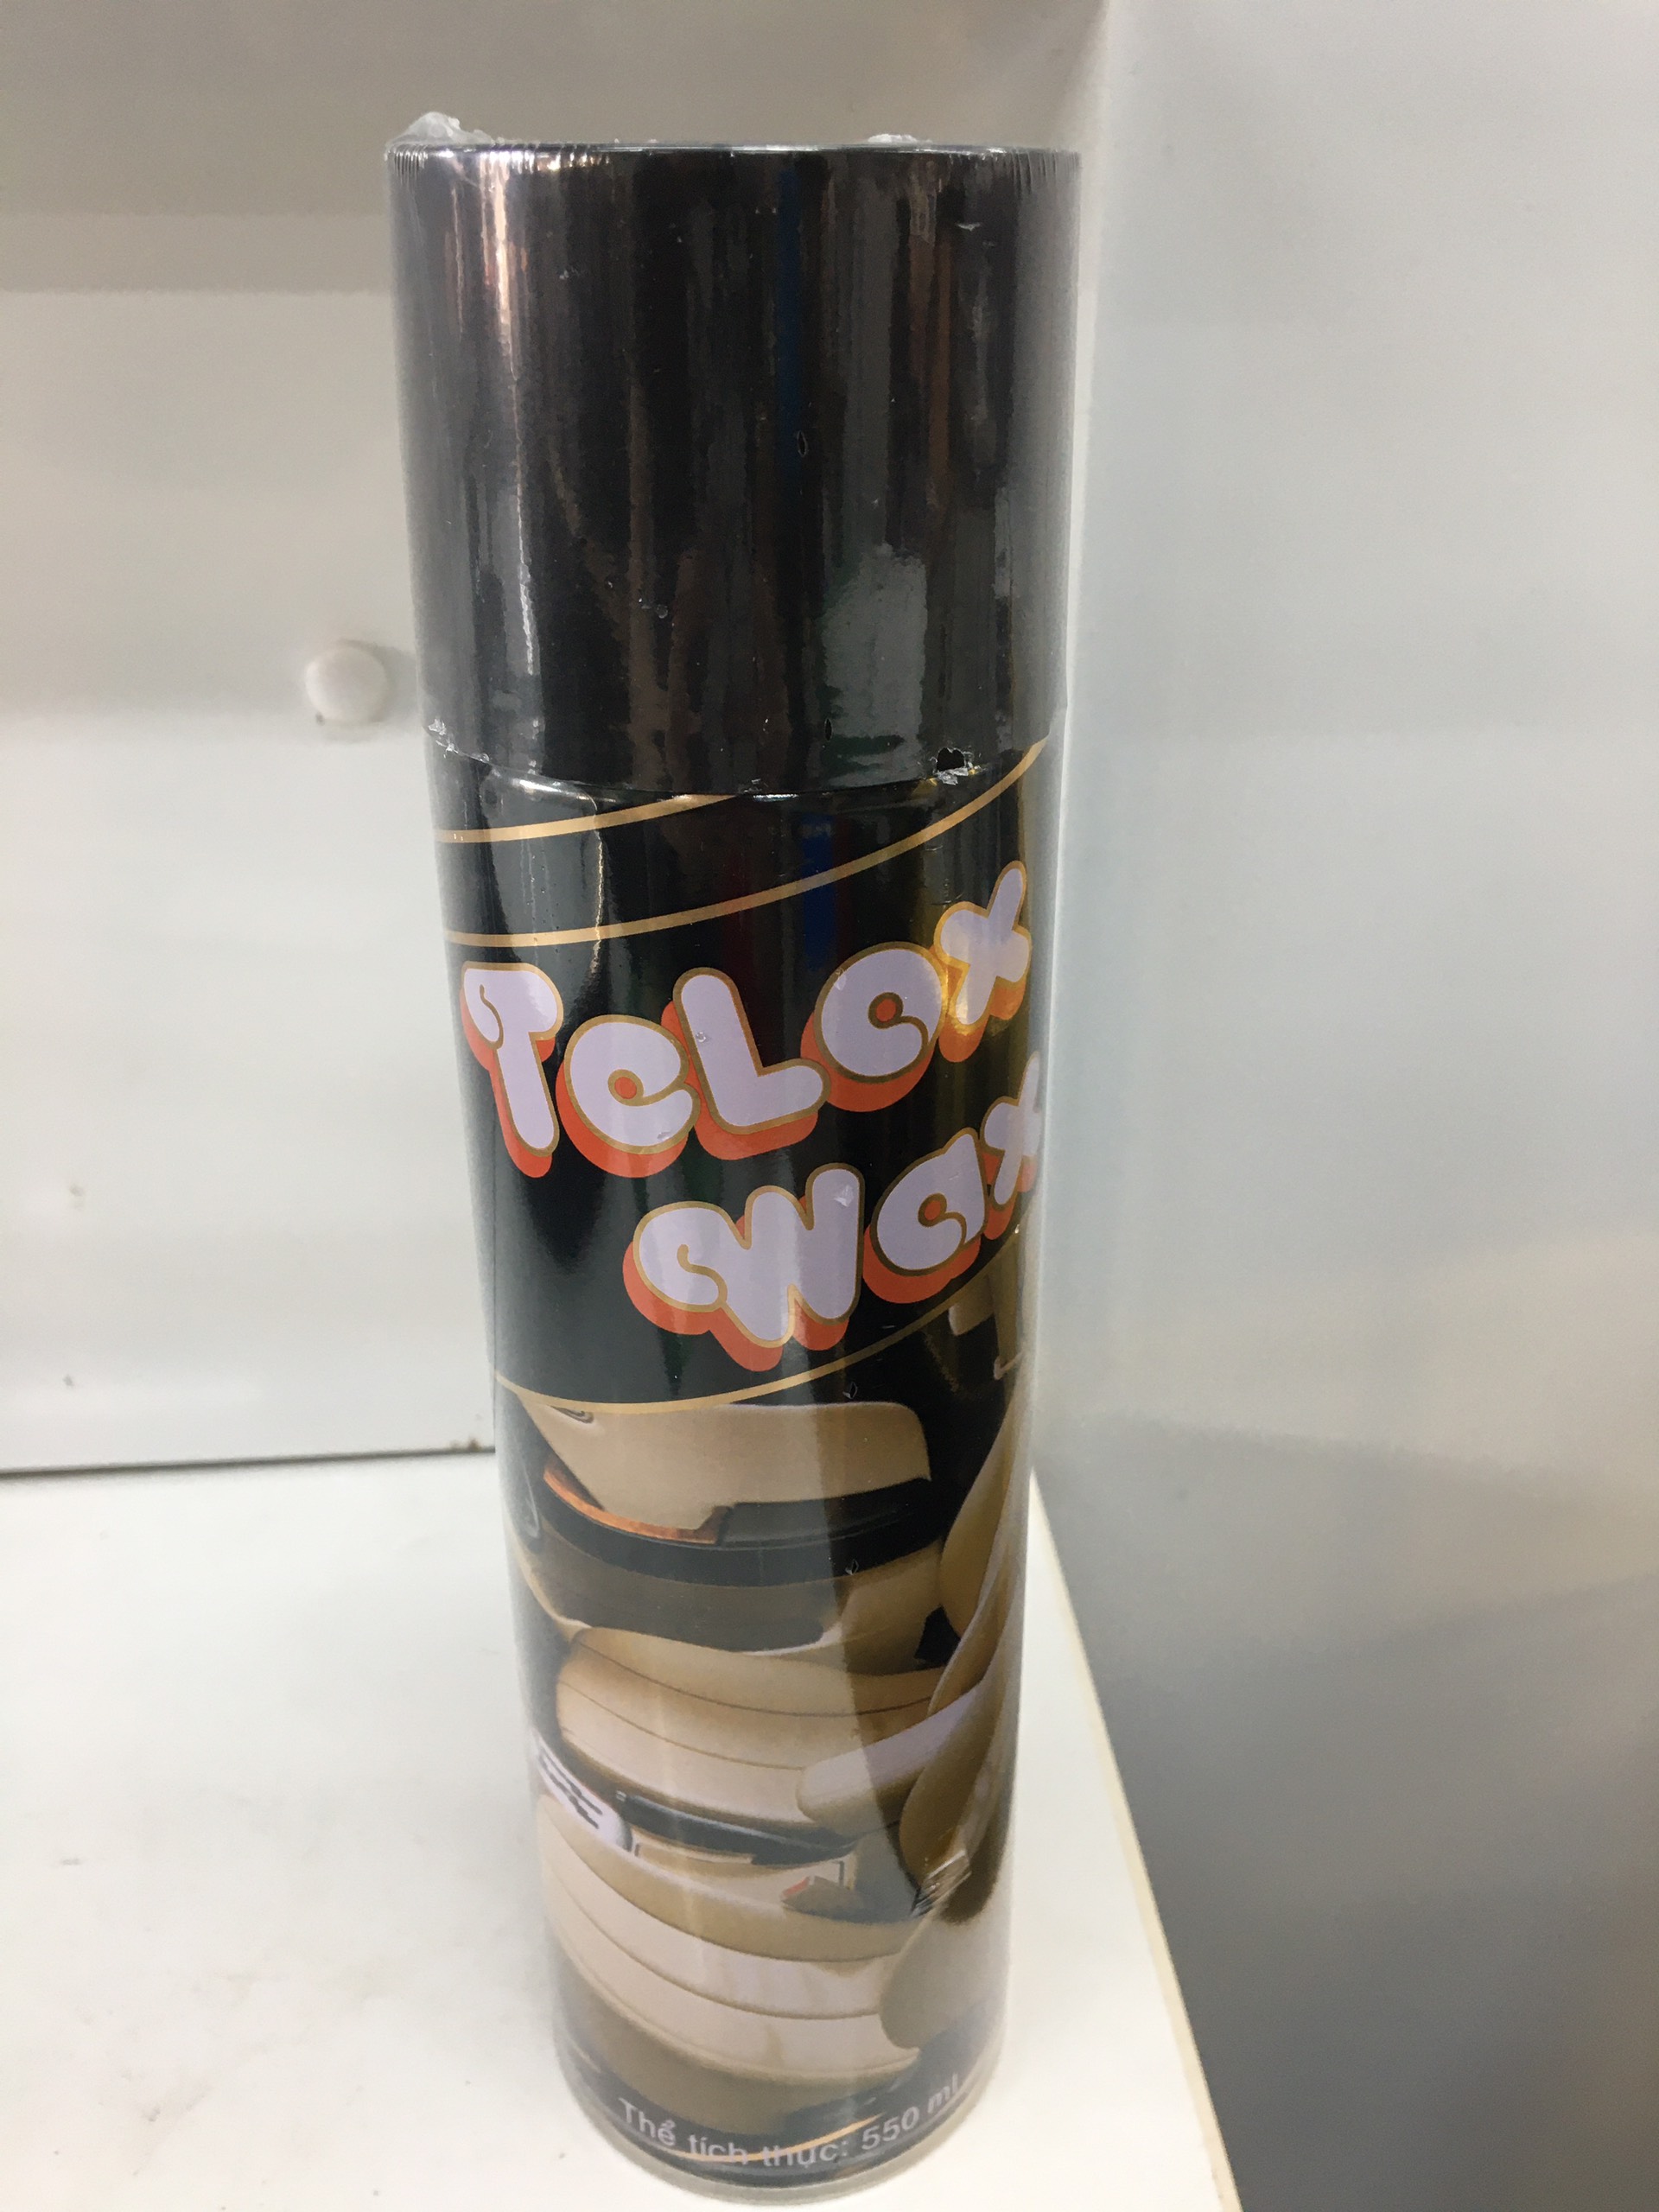 TeLox
Wax
Thể tích thực: 550 ml